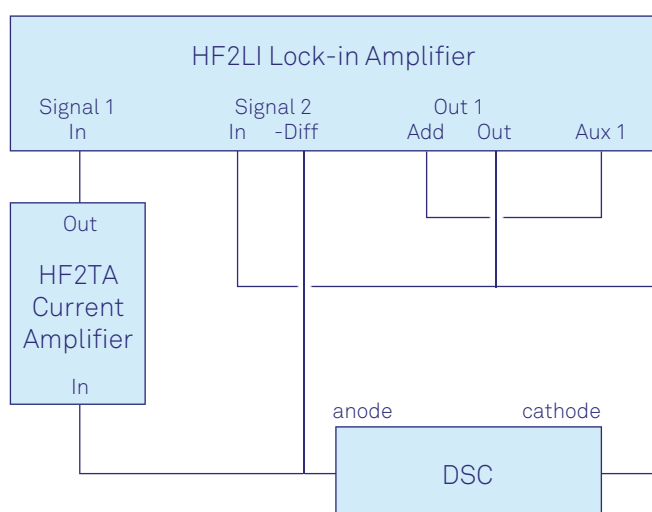 HF2LI Lock-in Amplifier
Signal 1 Signal 2 Out 1
In In -Diff Add Out Aux 1
Out
HF2TA
Current
Amplifier
In
anode cathode
DSC